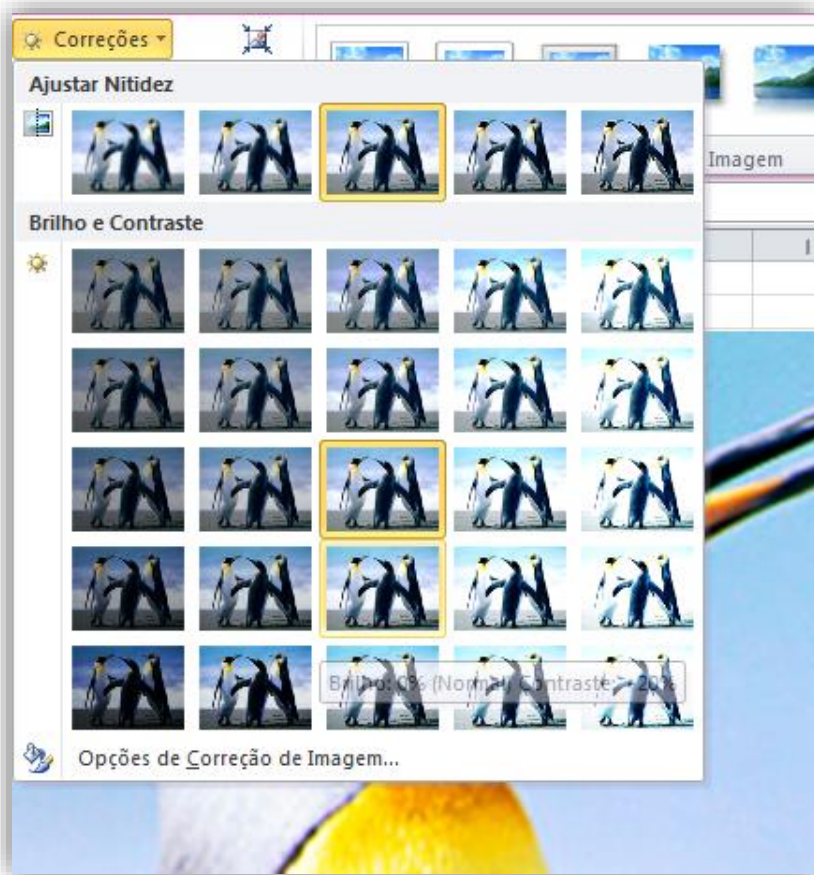 Correções
Ajustar Nitidez
Imagem
Brilho e Contraste
I
Brilho: 0% (Normal) Contraste: +20%
Opções de Correção de Imagem...